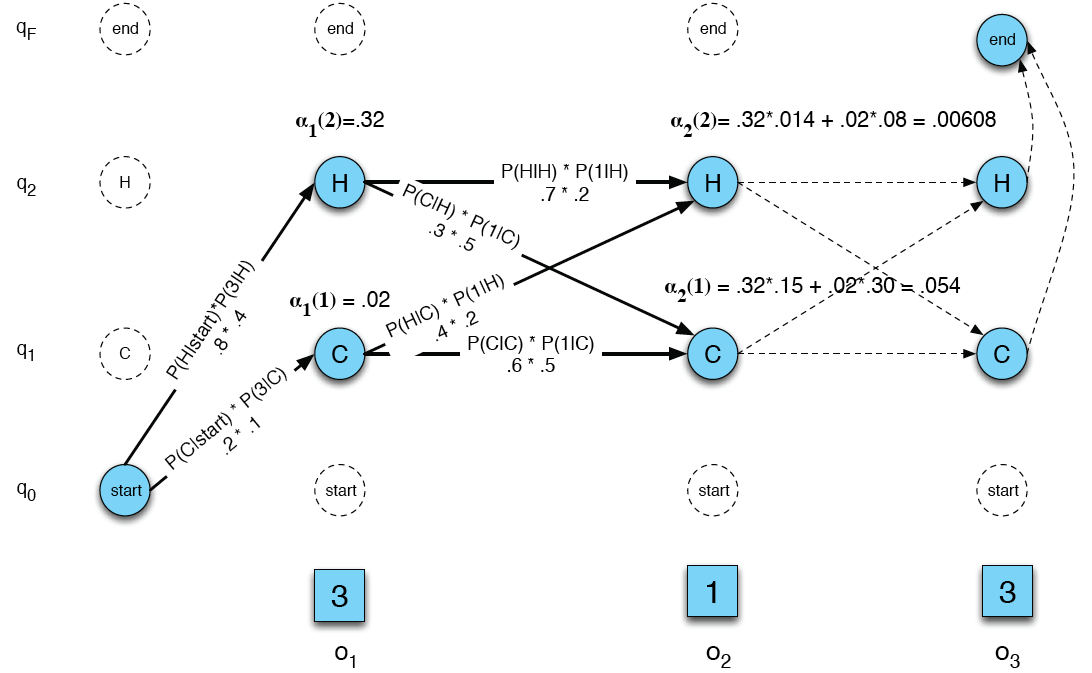 q_F end end end end
α₁(2)=.32
α₂(2)= .32*.014 + .02*.08 = .00608
q₂ H H H H
P(H|H) * P(1|H)
.7 * .2
P(C|H) * P(1|C)
.3 * .5
P(H|start)*P(3|H)
.8 * .4
α₁(1) = .02
α₂(1) = .32*.15 + .02*.30 = .054
P(H|C) * P(1|H)
.4 * .2
q₁ C C C C
P(C|C) * P(1|C)
.6 * .5
P(C|start) * P(3|C)
.2 * .1
q₀ start start start start
3 1 3
o₁ o₂ o₃